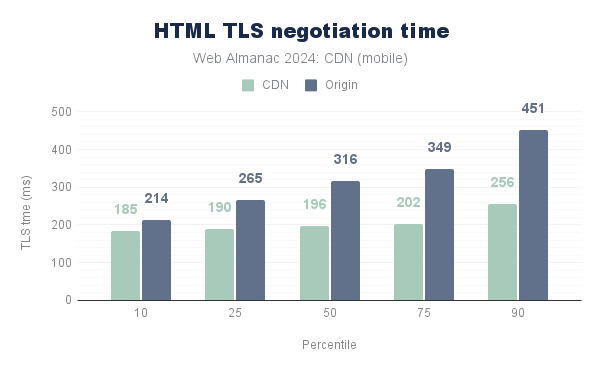 HTML TLS negotiation time
Web Almanac 2024: CDN (mobile)
CDN Origin
500
400
300
200
100
0
TLS tme (ms)
185 214
190 265
196 316
202 349
256 451
10 25 50 75 90
Percentile